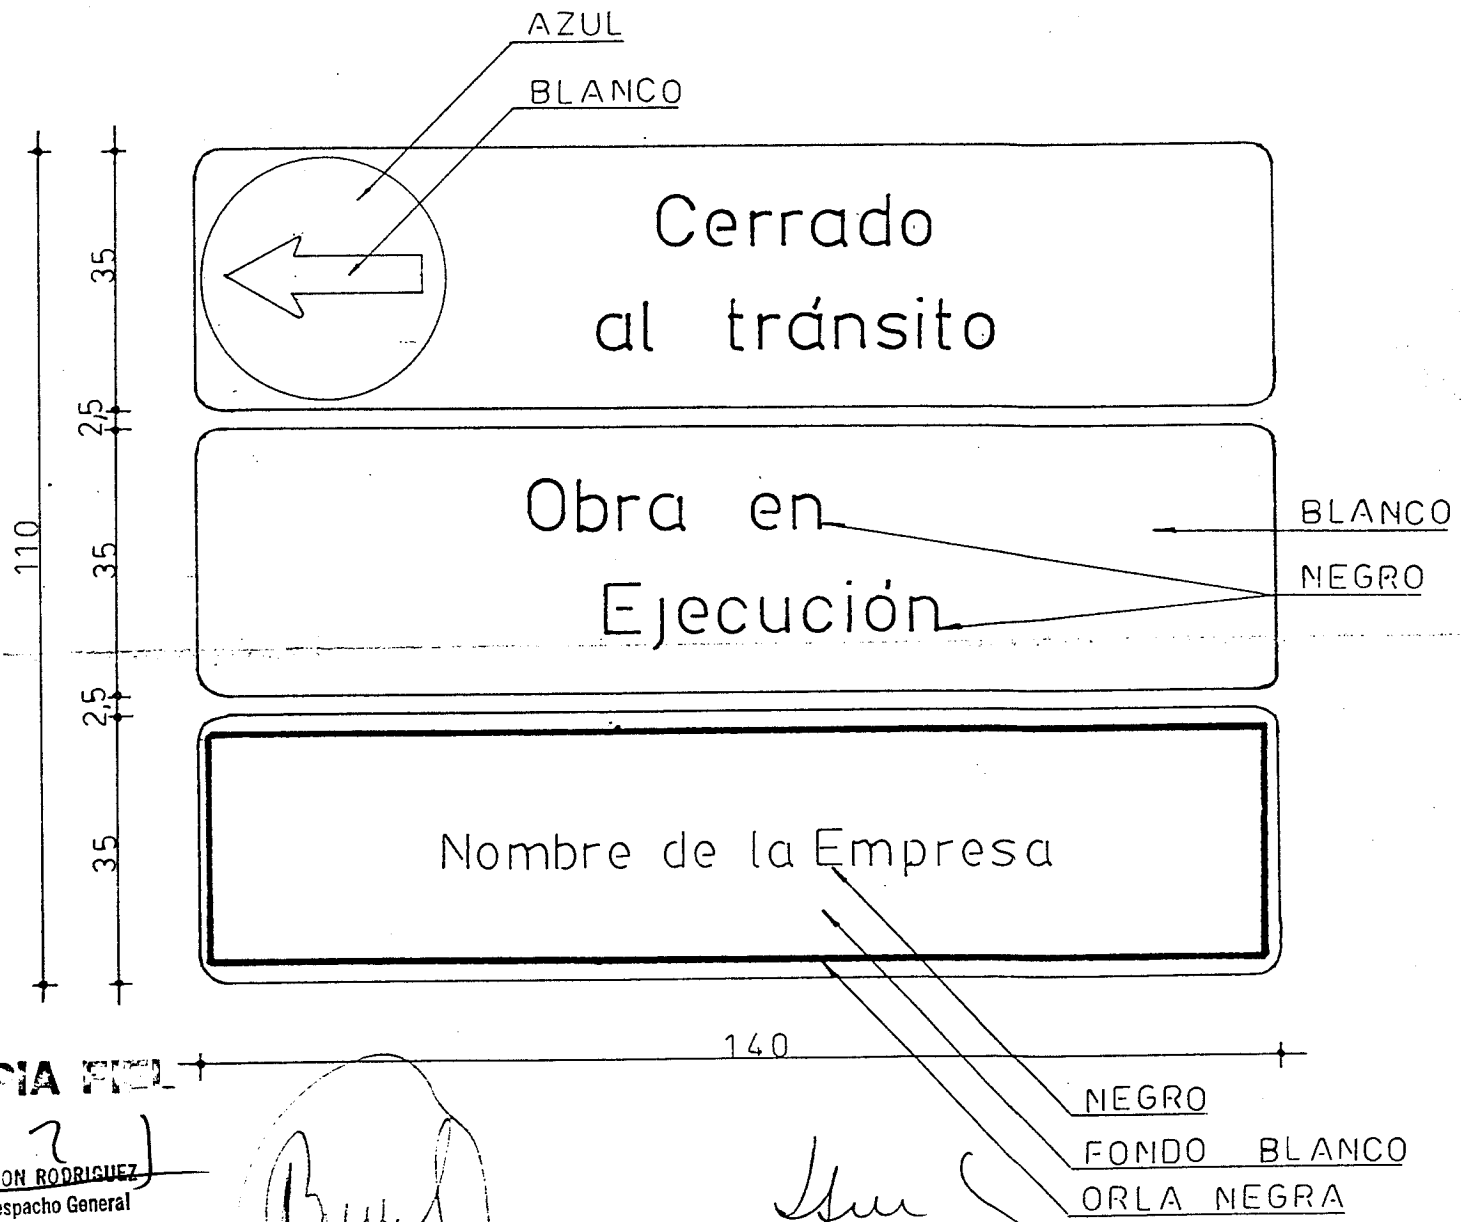 AZUL
BLANCO
Cerrado
al tránsito
35
2,5
Obra en
Ejecución
BLANCO
NEGRO
110
35
2,5
Nombre de la Empresa
35
140
NEGRO
FONDO BLANCO
ORLA NEGRA
FIEL
ON RODRIGUEZ
espacho General